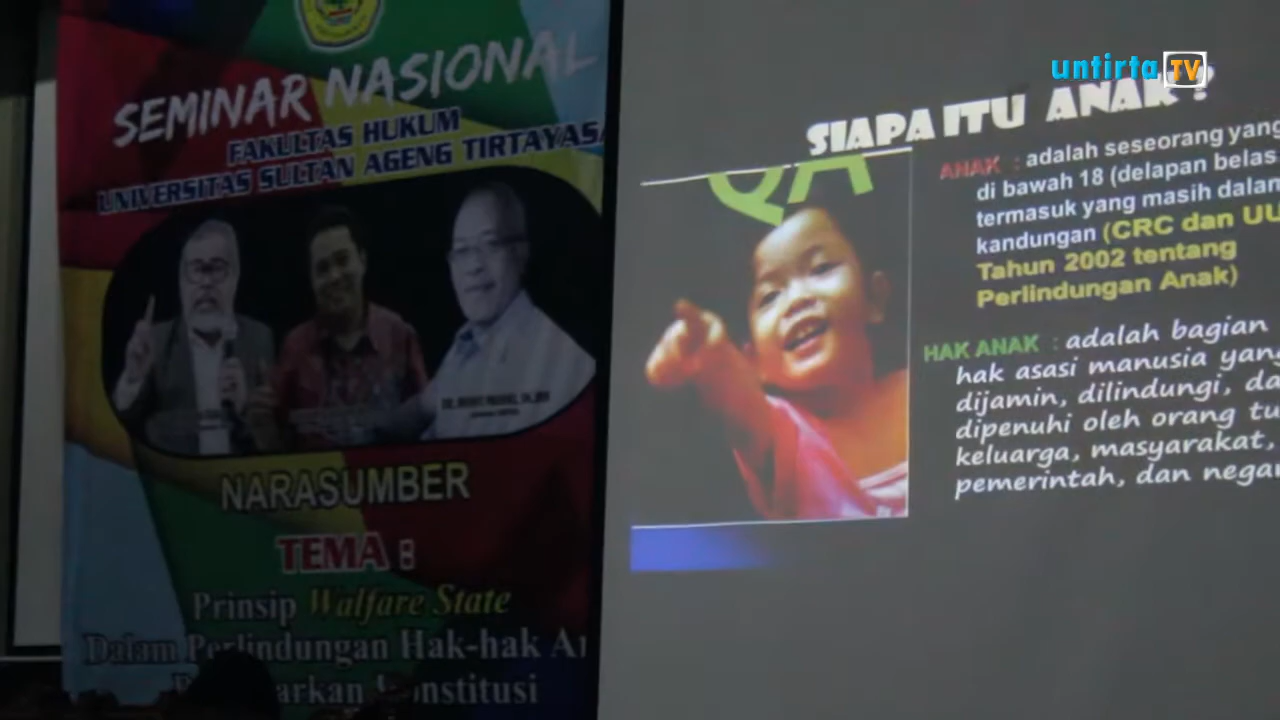 SEMINAR NASIONAL
FAKULTAS HUKUM
UNIVERSITAS SULTAN AGENG TIRTAYASA
NARASUMBER
TEMA :
Prinsip Walfare State
Dalam Perlindungan Hak-hak
untirta TV
SIAPA ITU ANAK ?
ANAK : adalah seseorang yang
di bawah 18 (delapan belas
termasuk yang masih dalam
kandungan (CRC dan UU
Tahun 2002 tentang
Perlindungan Anak)
HAK ANAK : adalah bagian
hak asasi manusia yang
dijamin, dilindungi, da
dipenuhi oleh orang tu
keluarga, masyarakat,
pemerintah, dan negar